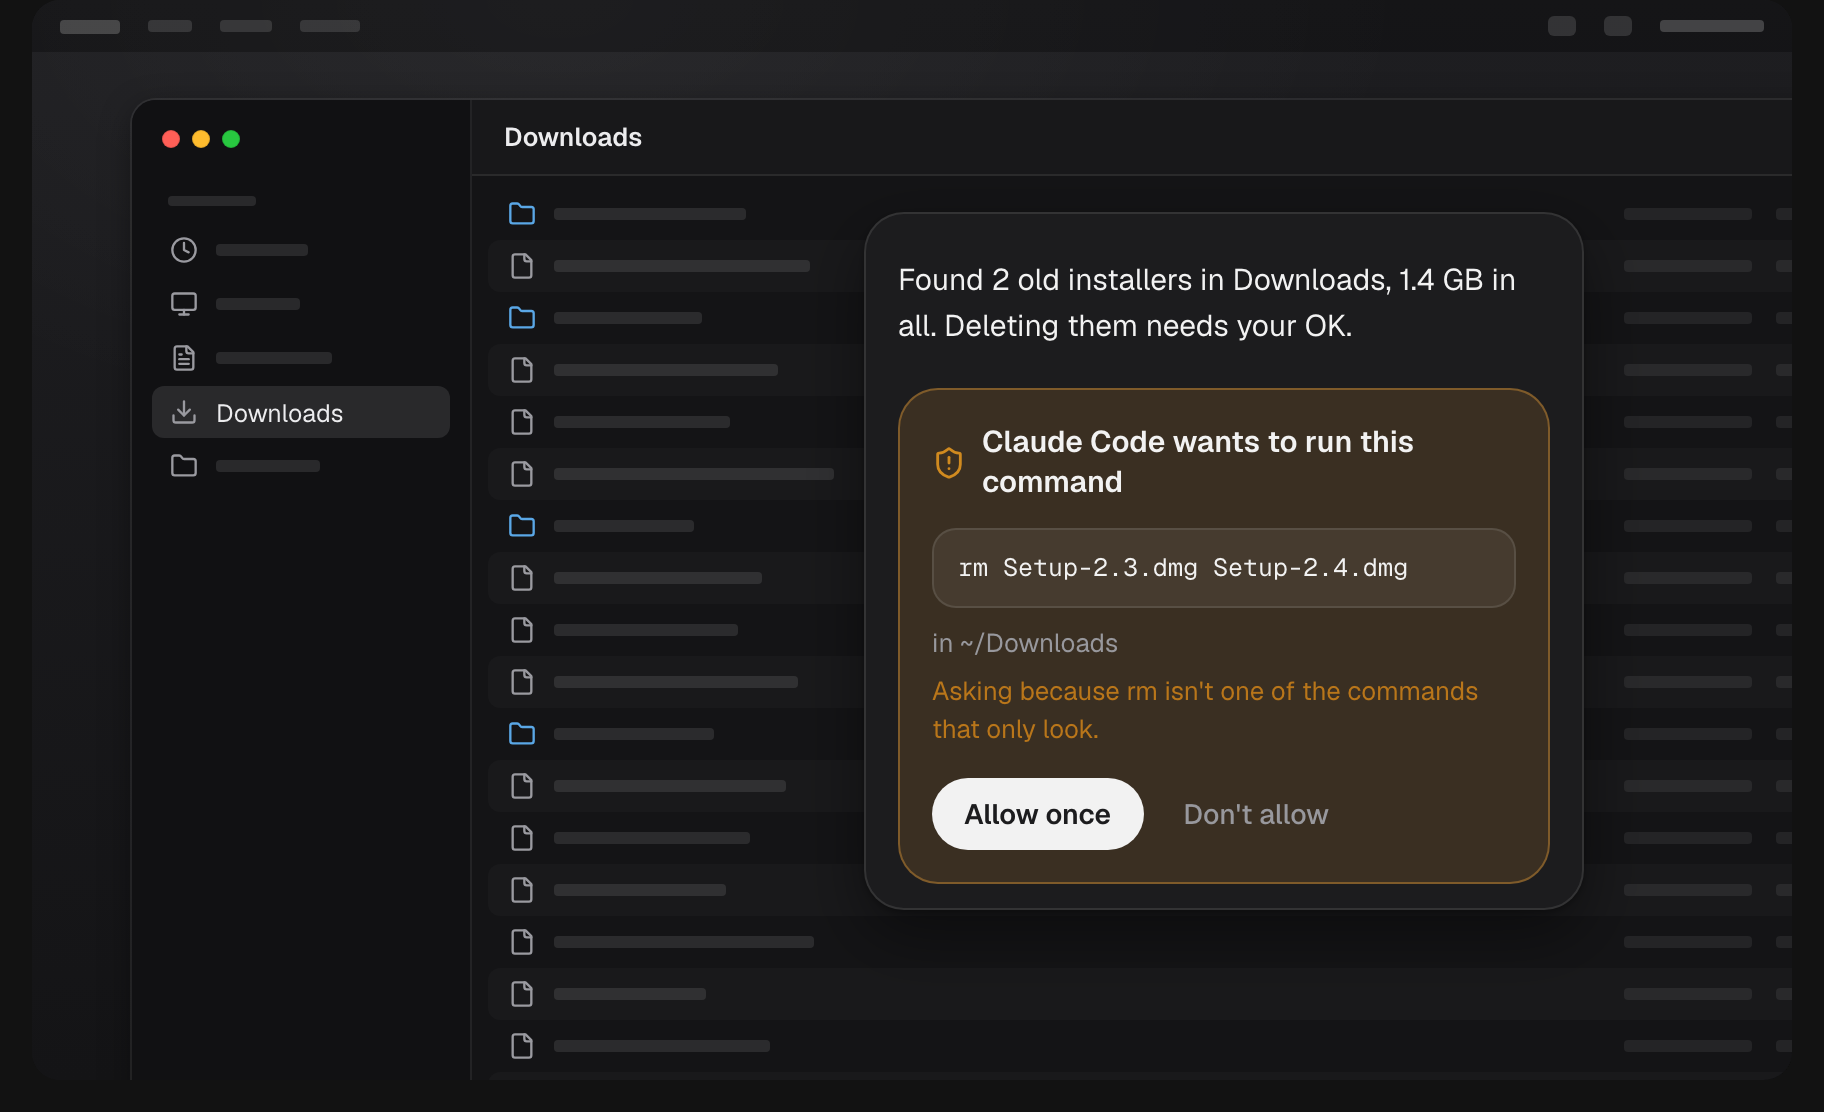 Downloads
Downloads
Found 2 old installers in Downloads, 1.4 GB in
all. Deleting them needs your OK.
Claude Code wants to run this
command
rm Setup-2.3.dmg Setup-2.4.dmg
in ~/Downloads
Asking because rm isn't one of the commands
that only look.
Allow once
Don't allow